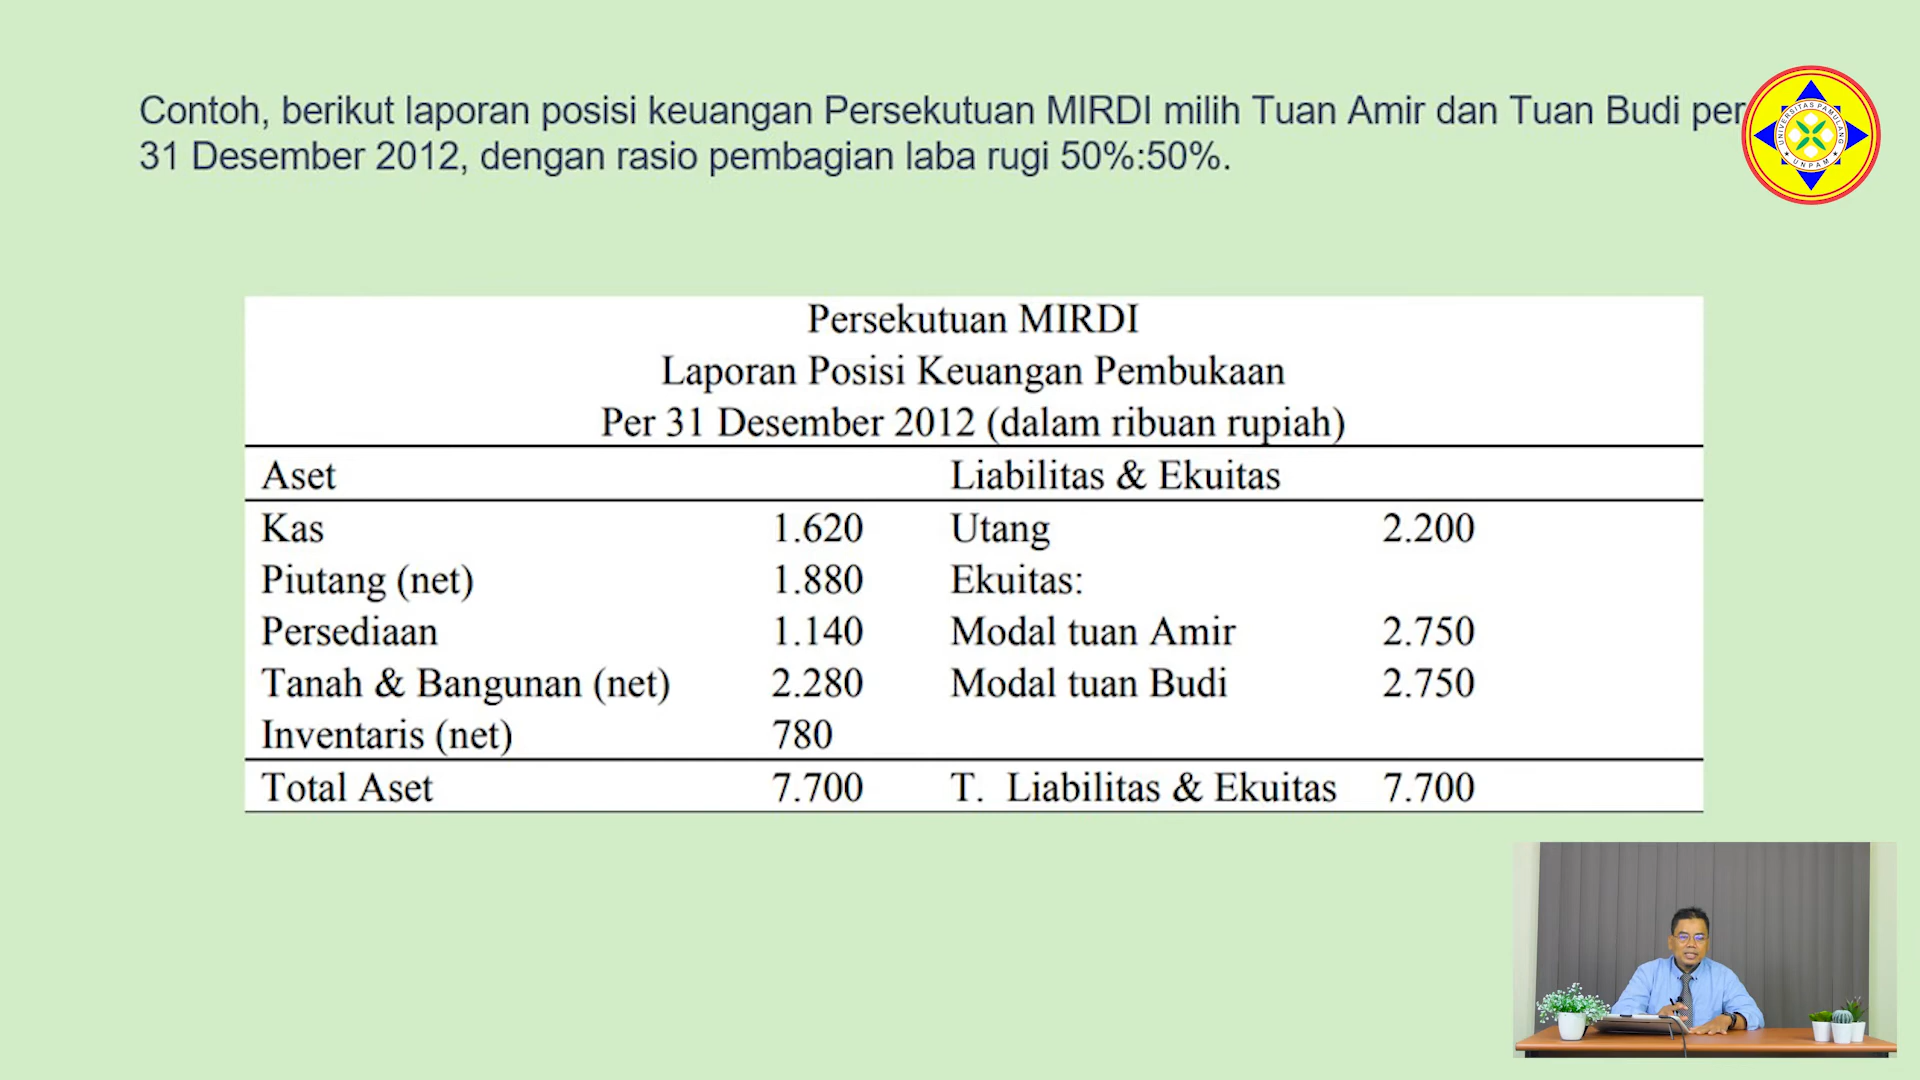 Contoh, berikut laporan posisi keuangan Persekutuan MIRDI milih Tuan Amir dan Tuan Budi per
31 Desember 2012, dengan rasio pembagian laba rugi 50%:50%.
UNIVERSITAS PAMULANG
UNPAM
Persekutuan MIRDI
Laporan Posisi Keuangan Pembukaan
Per 31 Desember 2012 (dalam ribuan rupiah)
Aset Liabilitas & Ekuitas
Kas 1.620 Utang 2.200
Piutang (net) 1.880 Ekuitas:
Persediaan 1.140 Modal tuan Amir 2.750
Tanah & Bangunan (net) 2.280 Modal tuan Budi 2.750
Inventaris (net) 780
Total Aset 7.700 T. Liabilitas & Ekuitas 7.700